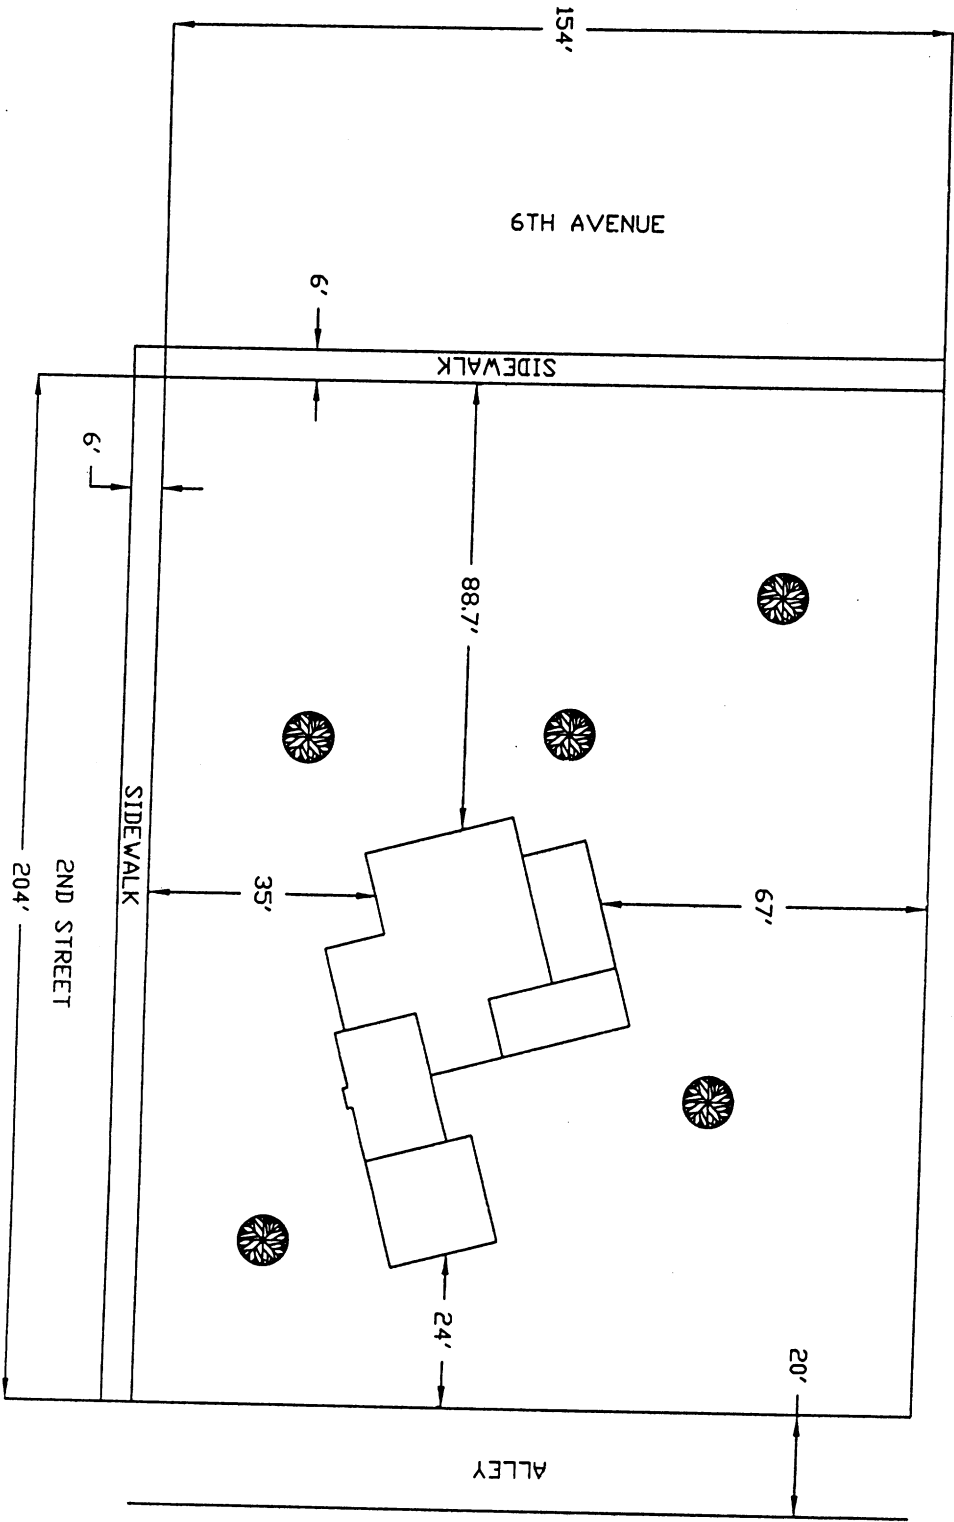 154'
6TH AVENUE
6'
SIDEWALK
6'
88.7'
SIDEWALK
35'
67'
2ND STREET
204'
24'
20'
ALLEY